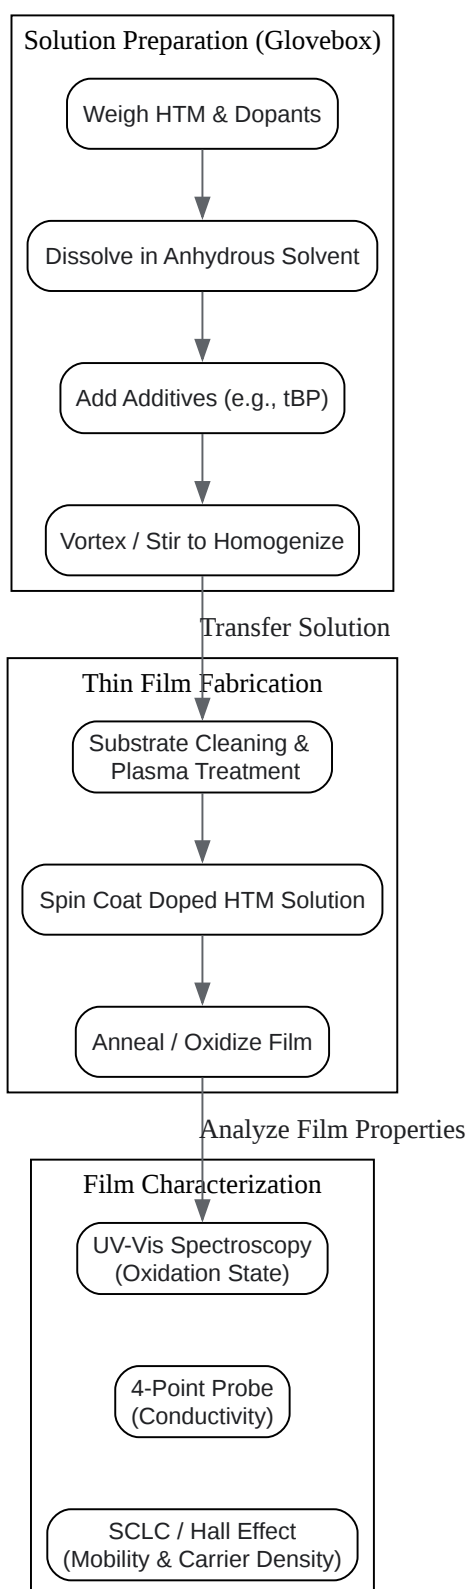 Solution Preparation (Glovebox)
Weigh HTM & Dopants
Dissolve in Anhydrous Solvent
Add Additives (e.g., tBP)
Vortex / Stir to Homogenize
Transfer Solution
Thin Film Fabrication
Substrate Cleaning &
Plasma Treatment
Spin Coat Doped HTM Solution
Anneal / Oxidize Film
Analyze Film Properties
Film Characterization
UV-Vis Spectroscopy
(Oxidation State)
4-Point Probe
(Conductivity)
SCLC / Hall Effect
(Mobility & Carrier Density)